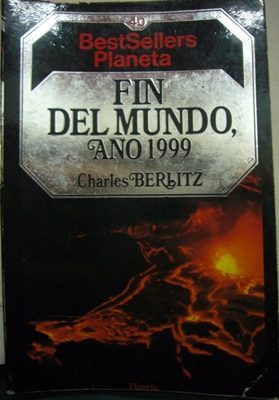 49
BestSellers
Planeta
FIN
DEL MUNDO,
AÑO 1999
Charles BERLITZ
Planeta